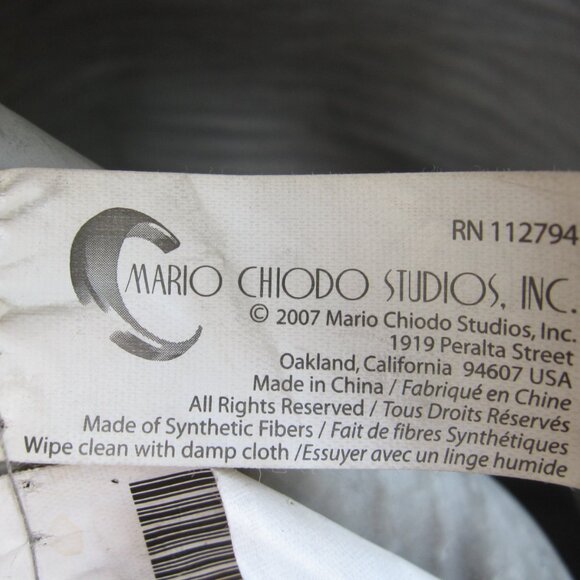 RN 112794
MARIO CHIODO STUDIOS, INC.
© 2007 Mario Chiodo Studios, Inc.
1919 Peralta Street
Oakland, California 94607 USA
Made in China / Fabriqué en Chine
All Rights Reserved / Tous Droits Réservés
Made of Synthetic Fibers / Fait de fibres Synthétiques
Wipe clean with damp cloth /Essuyer avec un linge humide